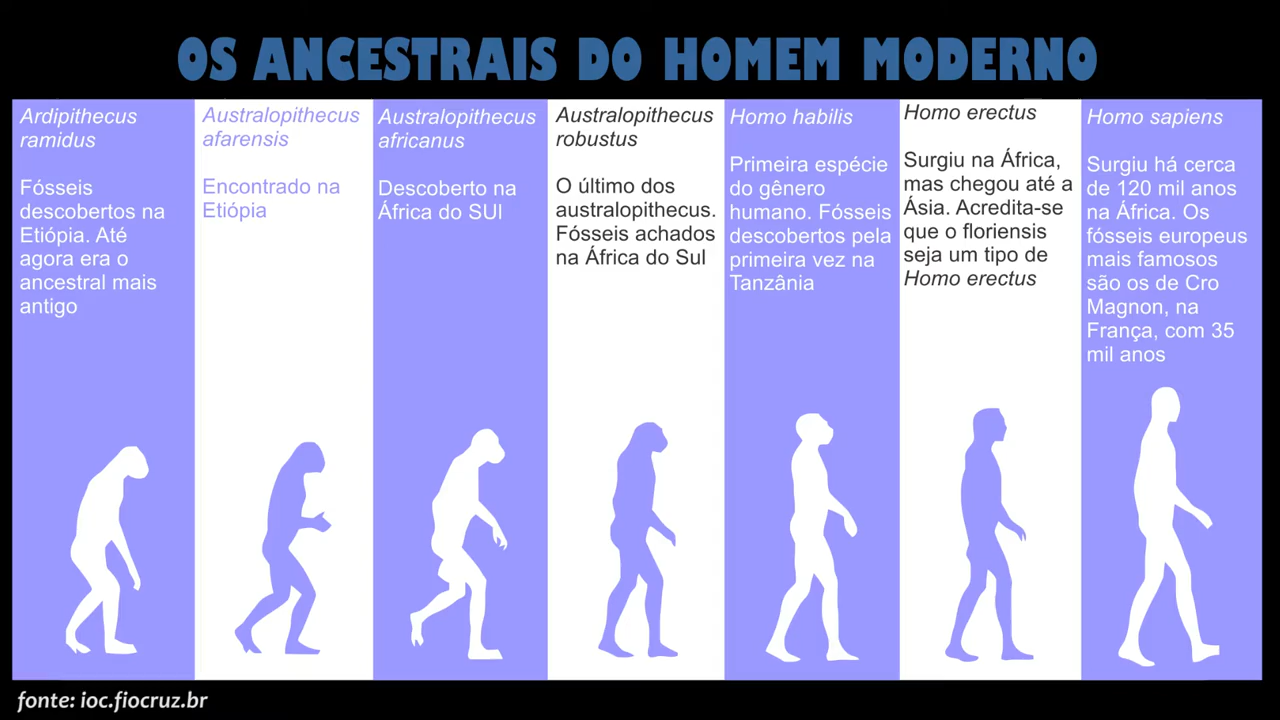 OS ANCESTRAIS DO HOMEM MODERNO
Ardipithecus
ramidus
Fósseis
descobertos na
Etiópia. Até
agora era o
ancestral mais
antigo
Australopithecus
afarensis
Encontrado na
Etiópia
Australopithecus
africanus
Descoberto na
África do SUl
Australopithecus
robustus
O último dos
australopithecus.
Fósseis achados
na África do Sul
Homo habilis
Primeira espécie
do gênero
humano. Fósseis
descobertos pela
primeira vez na
Tanzânia
Homo erectus
Surgiu na África,
mas chegou até a
Ásia. Acredita-se
que o floriensis
seja um tipo de
Homo erectus
Homo sapiens
Surgiu há cerca
de 120 mil anos
na África. Os
fósseis europeus
mais famosos
são os de Cro
Magnon, na
França, com 35
mil anos
fonte: ioc.fiocruz.br